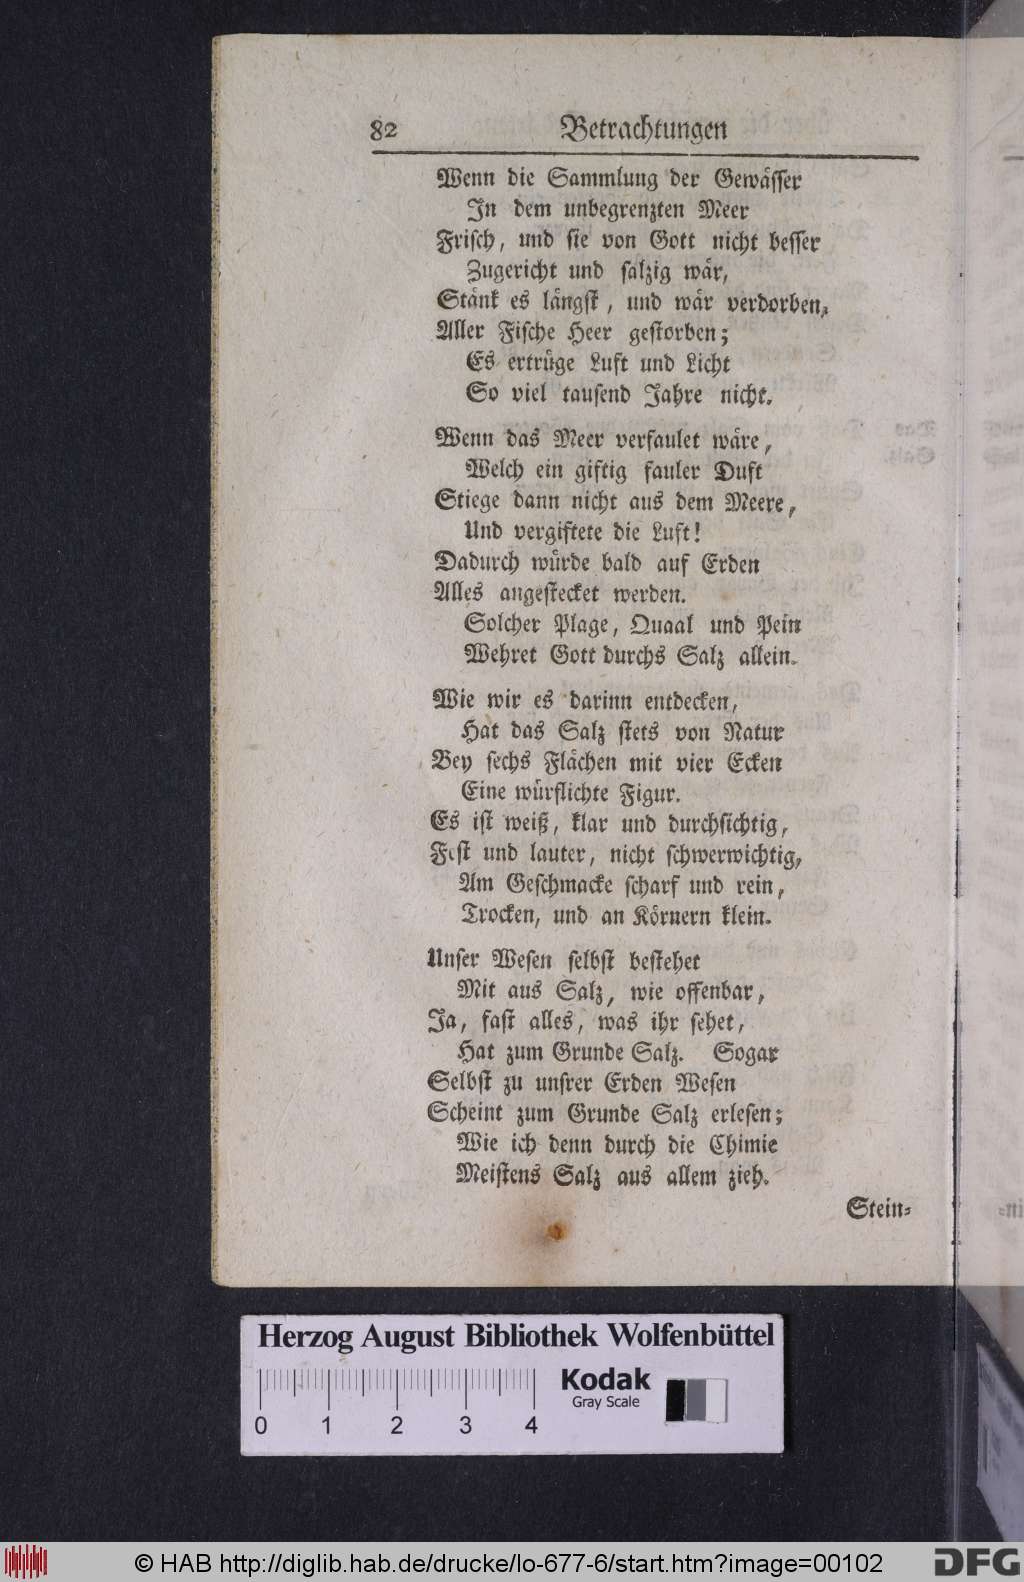 82 Betrachtungen
Wenn die Sammlung der Gewässer
In dem unbegrenzten Meer
Frisch, und sie von Gott nicht besser
Zugericht und salzig wär,
Stänk es längst, und wär verdorben,
Aller Fische Heer gestorben;
Es ertrüge Luft und Licht
So viel tausend Jahre nicht.
Wenn das Meer verfaulet wäre,
Welch ein giftig fauler Duft
Stiege dann nicht aus dem Meere,
Und vergiftete die Luft!
Dadurch würde bald auf Erden
Alles angestecket werden.
Solcher Plage, Quaal und Pein
Wehret Gott durchs Salz allein.
Wie wir es darinn entdecken,
Hat das Salz stets von Natur
Bey sechs Flächen mit vier Ecken
Eine würflichte Figur.
Es ist weiß, klar und durchsichtig,
Fest und lauter, nicht schwerwichtig,
Am Geschmacke scharf und rein,
Trocken, und an Körnern klein.
Unser Wesen selbst bestehet
Mit aus Salz, wie offenbar,
Ja, fast alles, was ihr sehet,
Hat zum Grunde Salz. Sogar
Selbst zu unsrer Erden Wesen
Scheint zum Grunde Salz erlesen;
Wie ich denn durch die Chimie
Meistens Salz aus allem zieh.
Stein-
Herzog August Bibliothek Wolfenbüttel
Kodak
Gray Scale
0 1 2 3 4
© HAB http://diglib.hab.de/drucke/lo-677-6/start.htm?image=00102
DFG